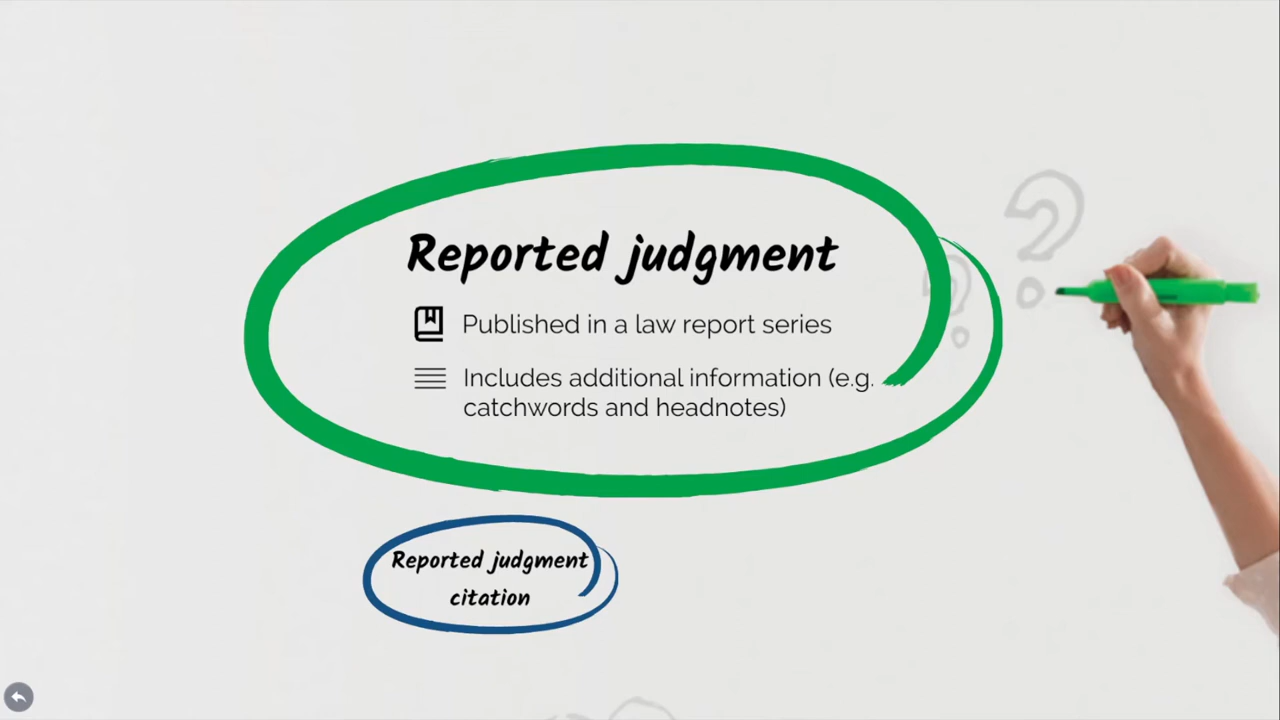 Reported judgment
Published in a law report series
Includes additional information (e.g.
catchwords and headnotes)
Reported judgment
citation